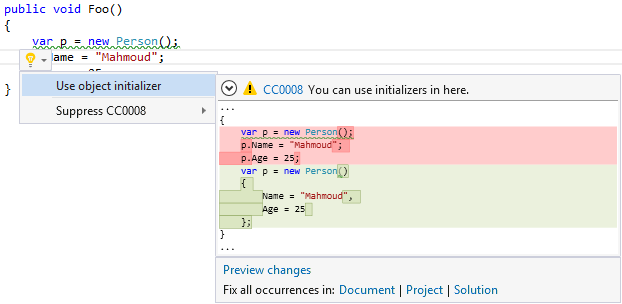 public void Foo()
{
var p = new Person();
ame = "Mahmoud";
}
Use object initializer
Suppress CC0008
CC0008 You can use initializers in here.
...
{
var p = new Person();
p.Name = "Mahmoud";
p.Age = 25;
var p = new Person()
{
Name = "Mahmoud",
Age = 25
};
}
...
Preview changes
Fix all occurrences in: Document | Project | Solution